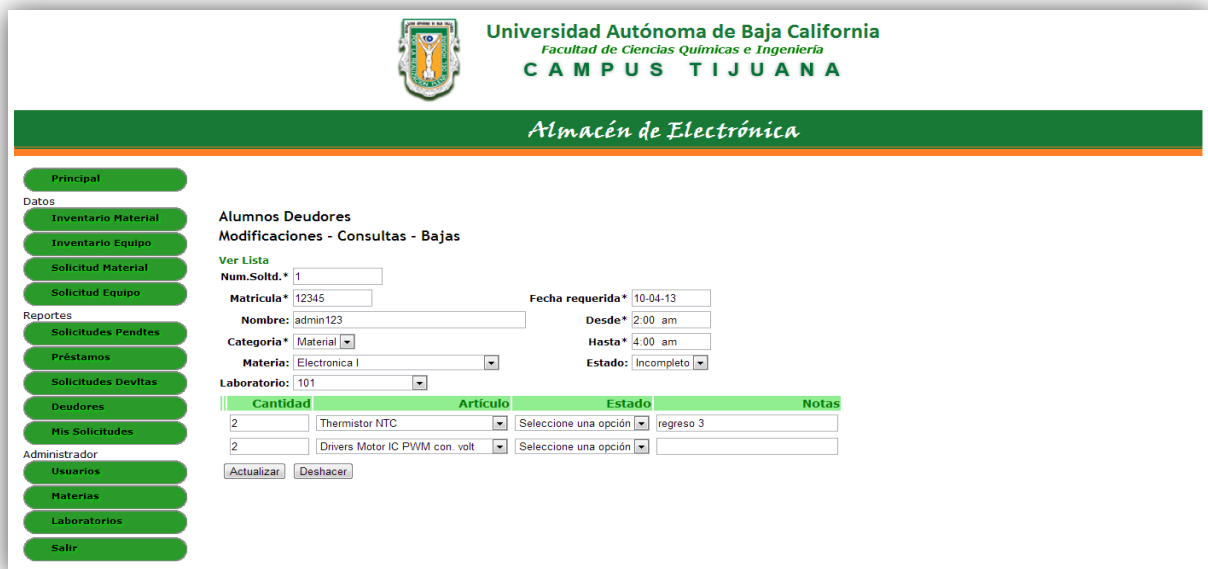 Universidad Autónoma de Baja California
Facultad de Ciencias Químicas e Ingeniería
CAMPUS TIJUANA
Almacén de Electrónica
Principal
Datos
Inventario Material
Inventario Equipo
Solicitud Material
Solicitud Equipo
Reportes
Solicitudes Pendtes
Préstamos
Solicitudes Devltas
Deudores
Mis Solicitudes
Administrador
Usuarios
Materias
Laboratorios
Salir
Alumnos Deudores
Modificaciones - Consultas - Bajas
Ver Lista
Num.Soltd.* 1
Matricula* 12345 Fecha requerida* 10-04-13
Nombre: admin123 Desde* 2:00 am
Categoria* Material Hasta* 4:00 am
Materia: Electronica I Estado: Incompleto
Laboratorio: 101
Cantidad Artículo Estado Notas
2 Thermistor NTC Seleccione una opción regreso 3
2 Drivers Motor IC PWM con. volt Seleccione una opción
Actualizar Deshacer